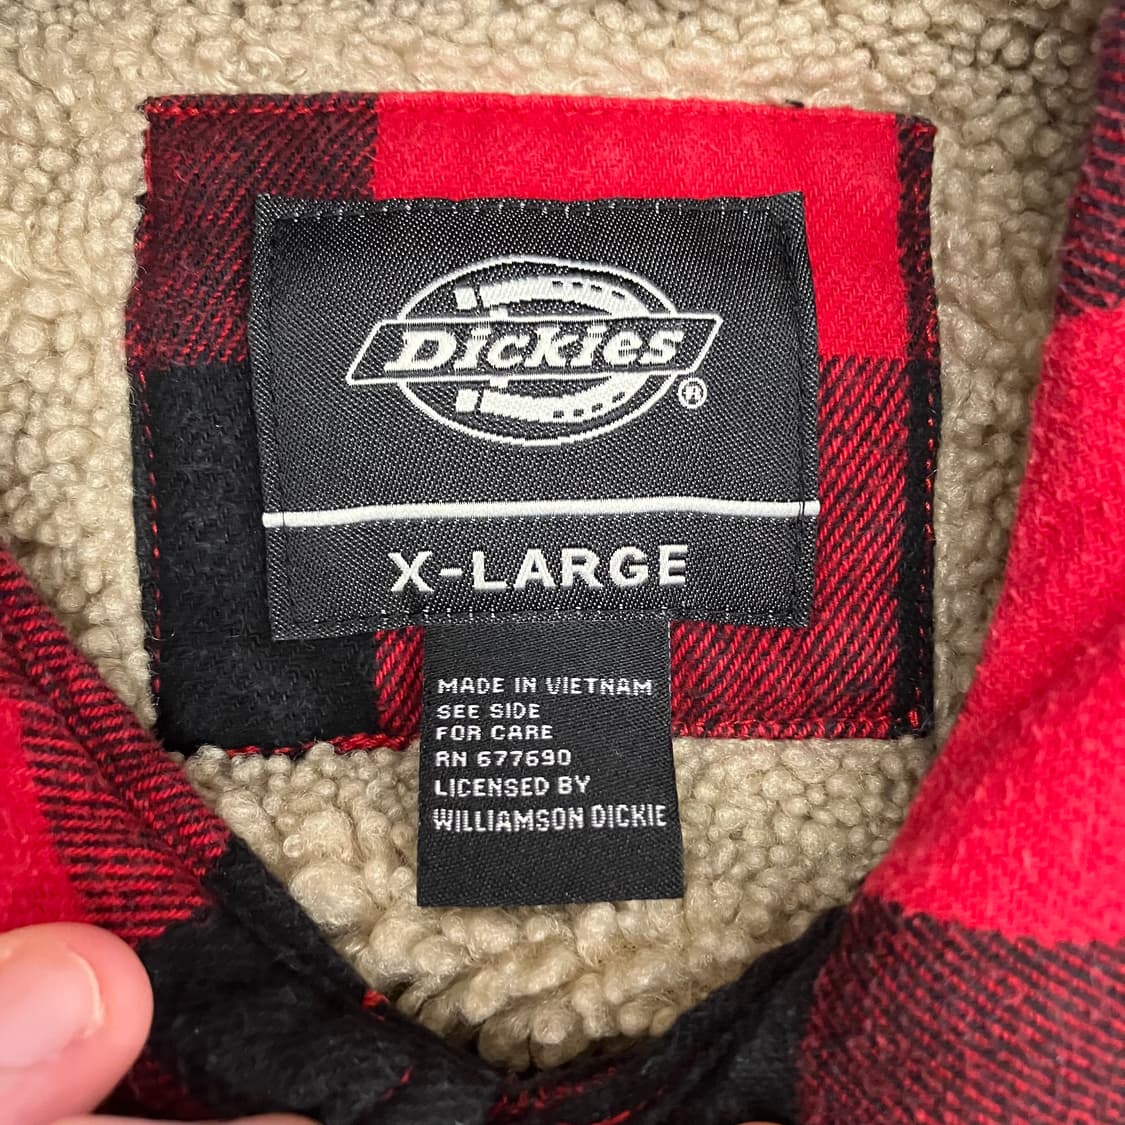 Dickies
®
X-LARGE
MADE IN VIETNAM
SEE SIDE
FOR CARE
RN 677690
LICENSED BY
WILLIAMSON DICKIE